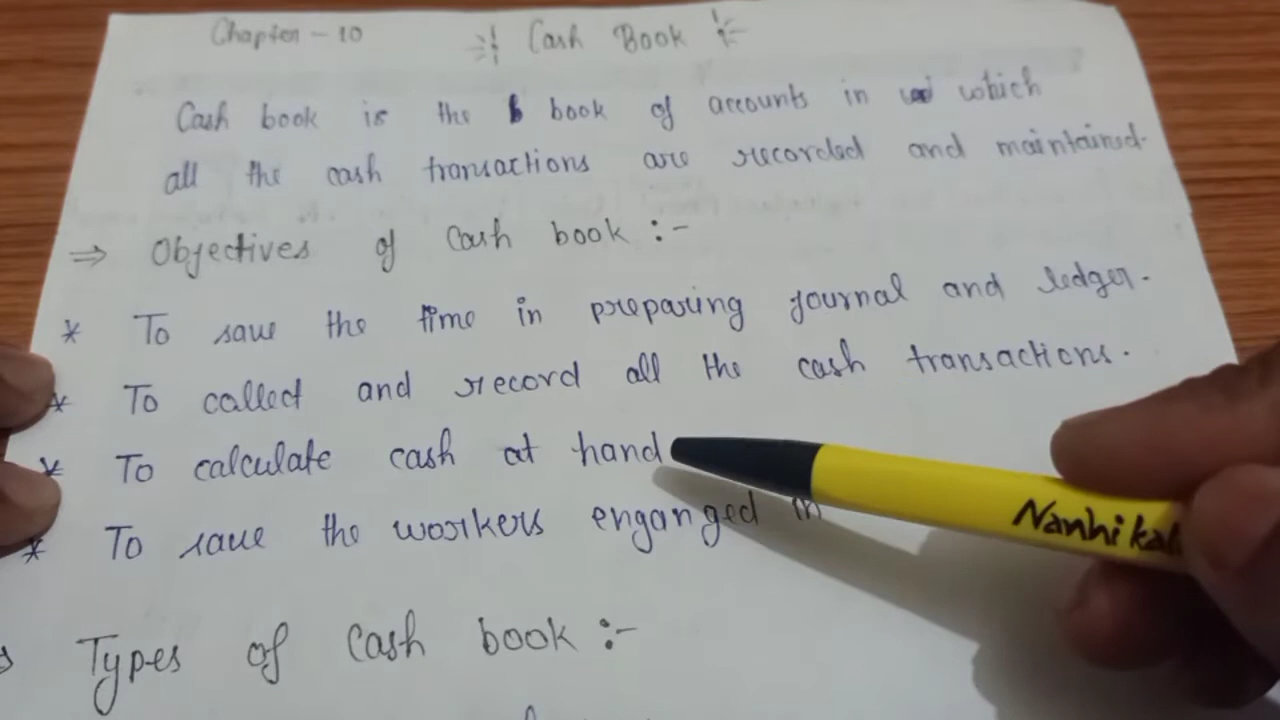 Chapter - 10 Cash Book
Cash book is the book of accounts in which
all the cash transactions are recorded and maintained.
⇒ Objectives of Cash book :-
* To save the time in preparing journal and ledger.
* To collect and record all the cash transactions.
* To calculate cash at hand
* To save the workers enganged in
Types of Cash book :-